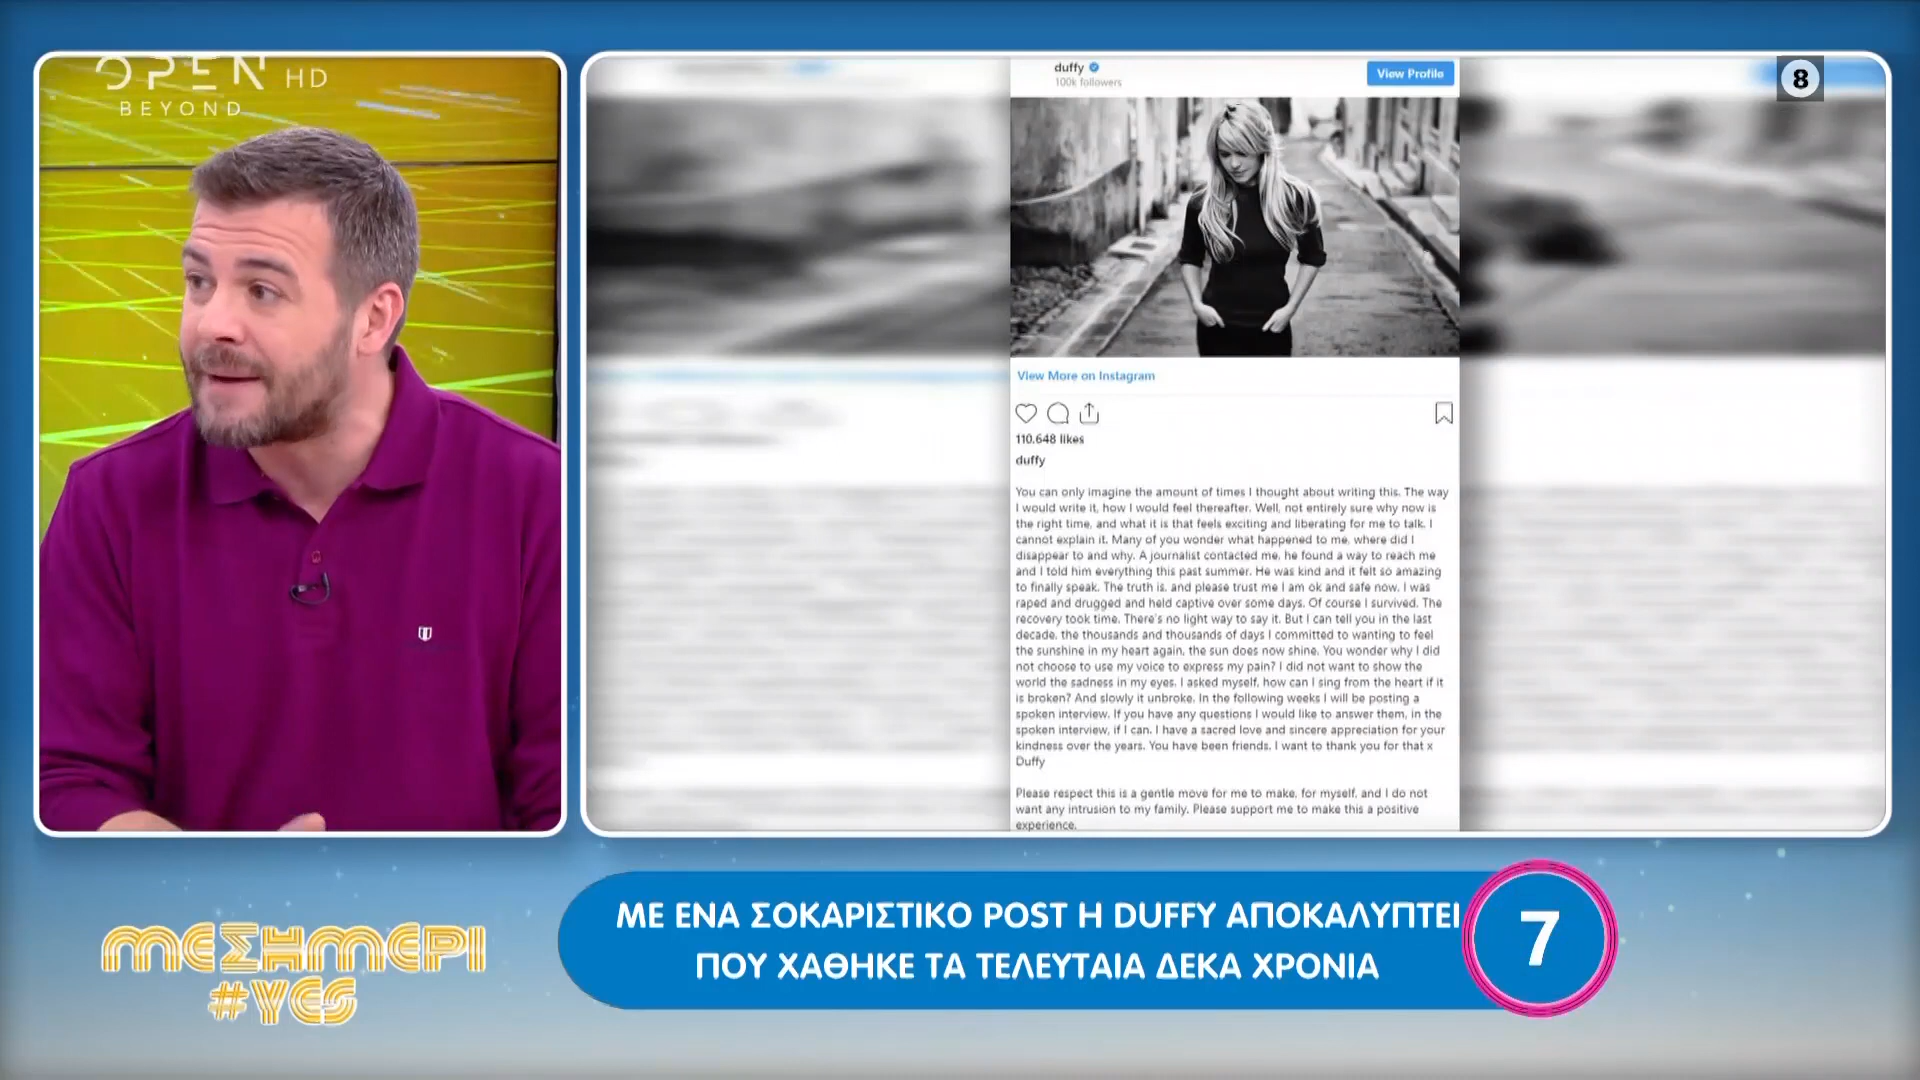 OPEN HD
BEYOND
duffy
100k followers
View Profile
8
View More on Instagram
110.648 likes
duffy
You can only imagine the amount of times I thought about writing this. The way
I would write it, how I would feel thereafter. Well, not entirely sure why now is
the right time, and what it is that feels exciting and liberating for me to talk. I
cannot explain it. Many of you wonder what happened to me, where did I
disappear to and why. A journalist contacted me, he found a way to reach me
and I told him everything this past summer. He was kind and it felt so amazing
to finally speak. The truth is, and please trust me I am ok and safe now, I was
raped and drugged and held captive over some days. Of course I survived. The
recovery took time. There's no light way to say it. But I can tell you in the last
decade, the thousands and thousands of days I committed to wanting to feel
the sunshine in my heart again, the sun does now shine. You wonder why I did
not choose to use my voice to express my pain? I did not want to show the
world the sadness in my eyes. I asked myself, how can I sing from the heart if it
is broken? And slowly it unbroke. In the following weeks I will be posting a
spoken interview. If you have any questions I would like to answer them, in the
spoken interview, if I can. I have a sacred love and sincere appreciation for your
kindness over the years. You have been friends. I want to thank you for that x
Duffy
Please respect this is a gentle move for me to make, for myself, and I do not
want any intrusion to my family. Please support me to make this a positive
experience.
ΜΕ ΕΝΑ ΣΟΚΑΡΙΣΤΙΚΟ POST Η DUFFY ΑΠΟΚΑΛΥΠΤΕΙ
ΠΟΥ ΧΑΘΗΚΕ ΤΑ ΤΕΛΕΥΤΑΙΑ ΔΕΚΑ ΧΡΟΝΙΑ
7
ΜΕΣΗΜΕΡΙ
#YES